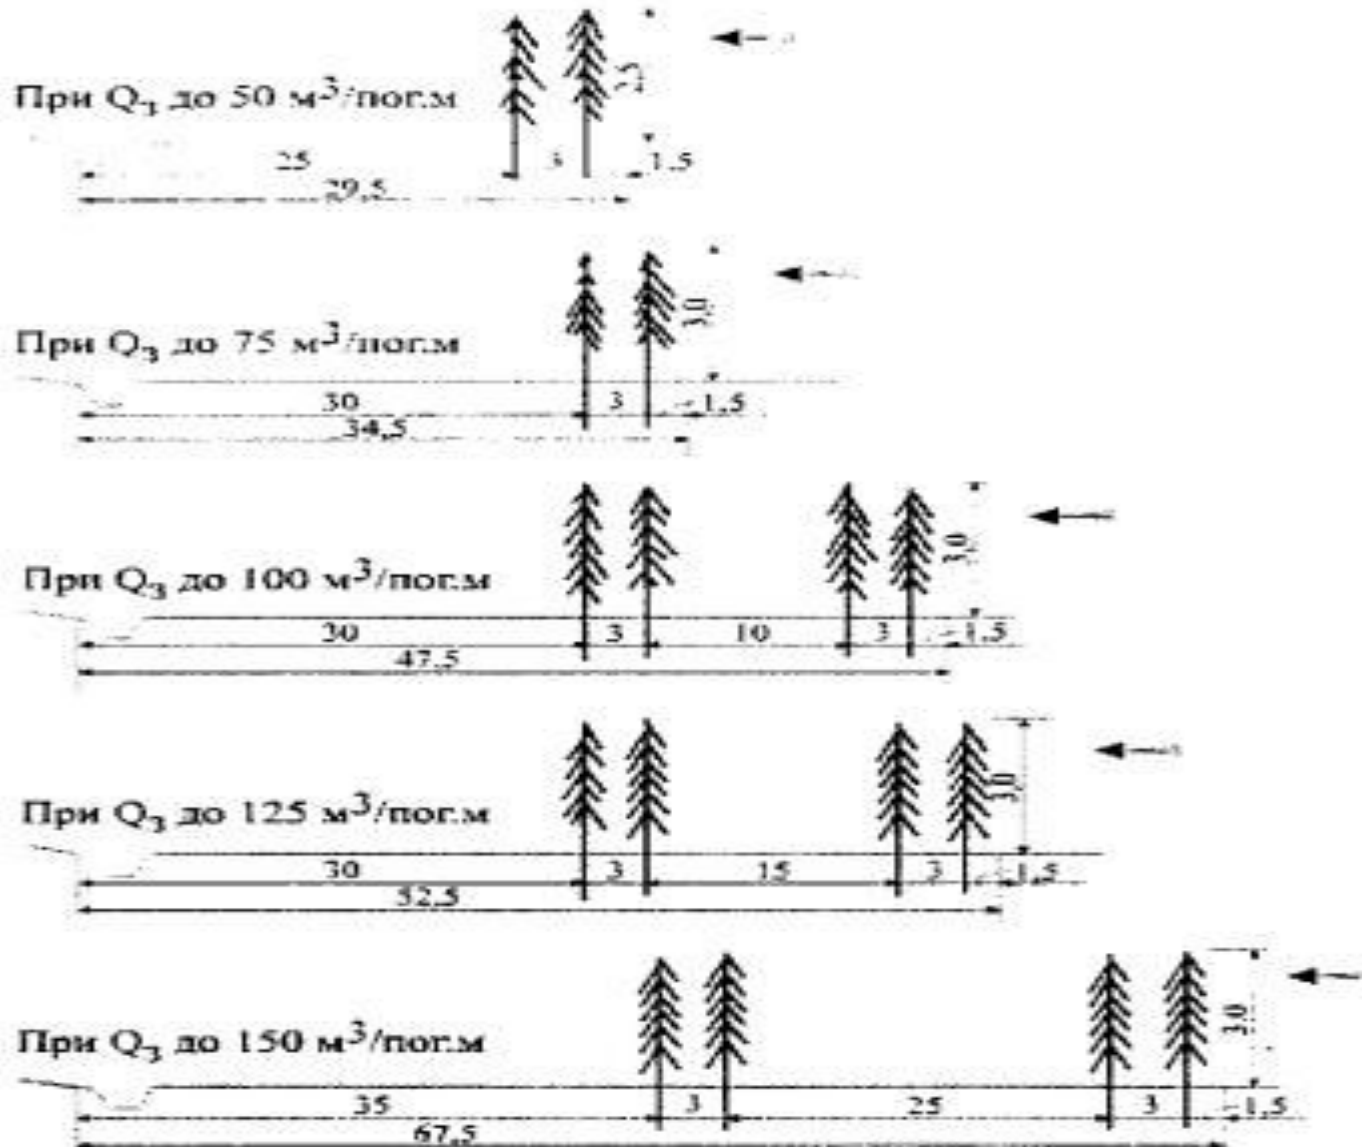 При Q₃ до 50 м³/пог.м
2,5
25 3 1,5
29,5
При Q₃ до 75 м³/пог.м
3,0
30 3 1,5
34,5
При Q₃ до 100 м³/пог.м
3,0
30 3 10 3 1,5
47,5
При Q₃ до 125 м³/пог.м
3,0
30 3 15 3 1,5
52,5
При Q₃ до 150 м³/пог.м
3,0
35 3 25 3 1,5
67,5